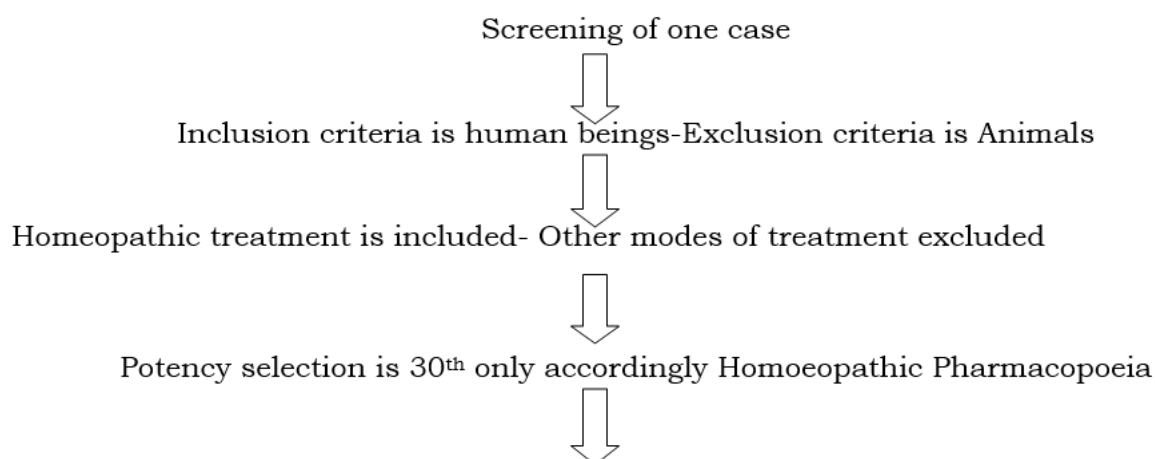 Screening of one case
Inclusion criteria is human beings-Exclusion criteria is Animals
Homeopathic treatment is included- Other modes of treatment excluded
Potency selection is 30th only accordingly Homoeopathic Pharmacopoeia